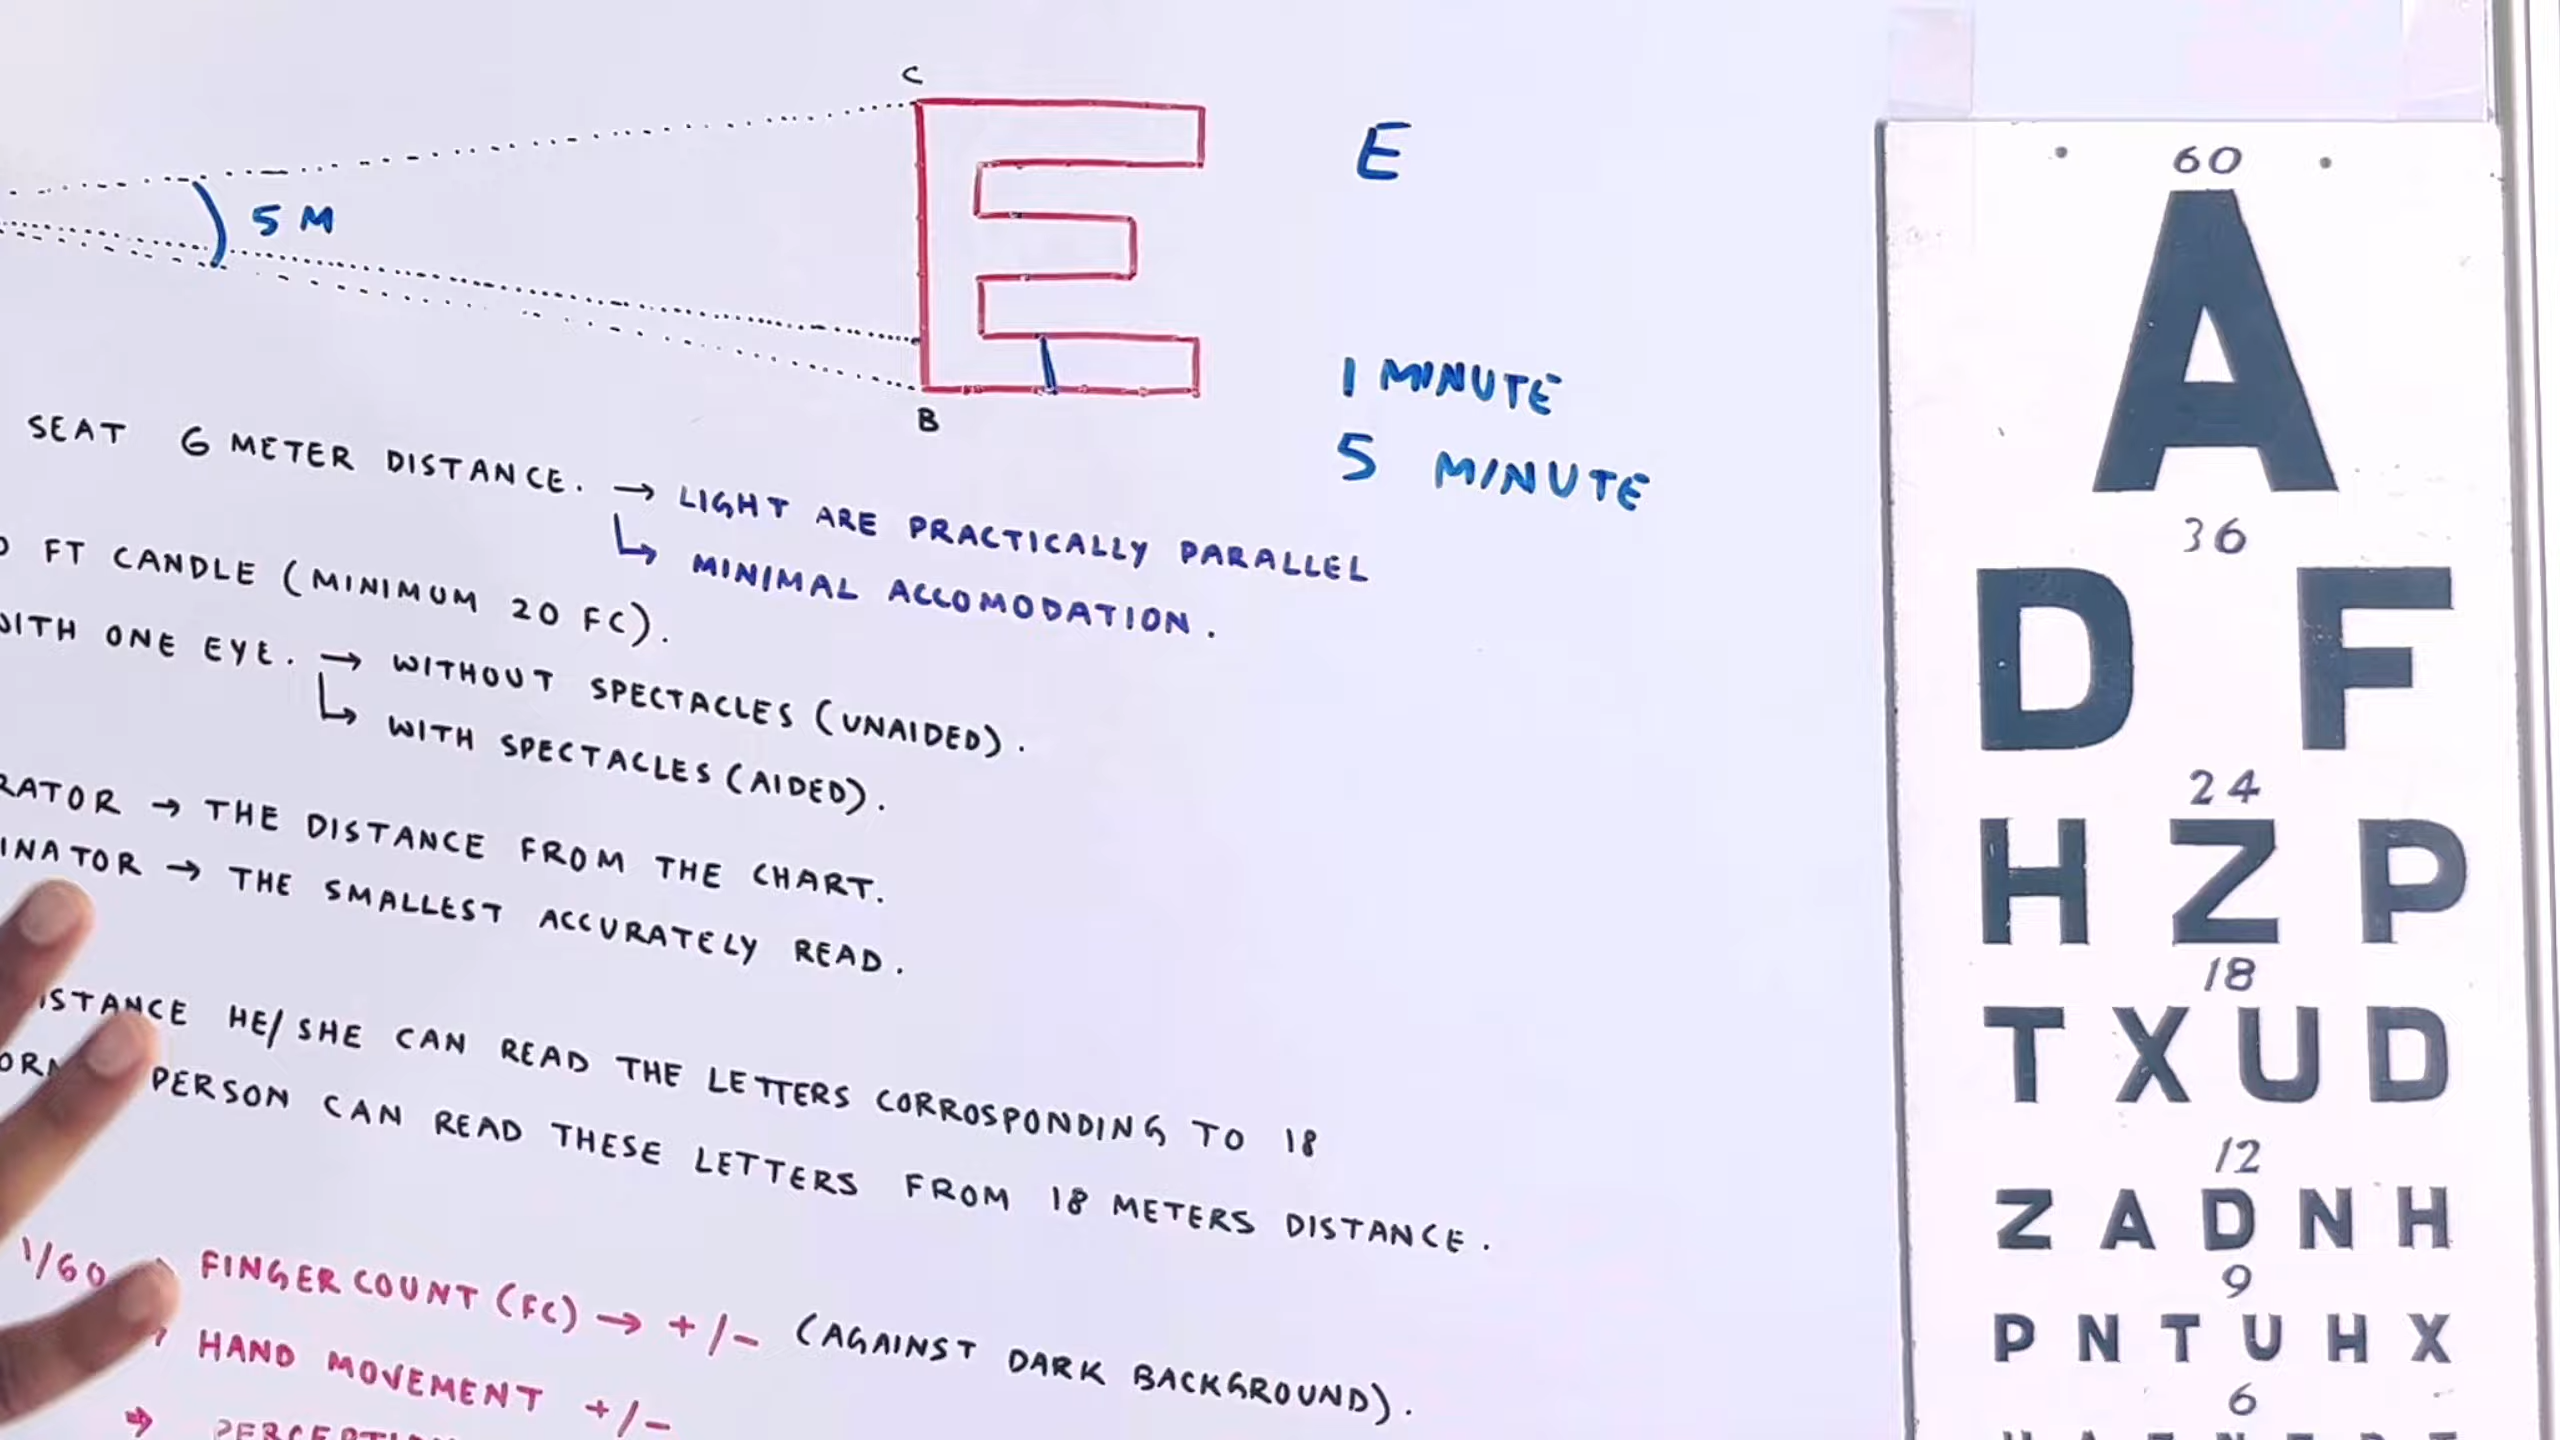 C
E
5 M
1 MINUTE
B
5 MINUTE
SEAT 6 METER DISTANCE. → LIGHT ARE PRACTICALLY PARALLEL
↳ MINIMAL ACCOMODATION.
FT CANDLE (MINIMUM 20 FC).
WITH ONE EYE. → WITHOUT SPECTACLES (UNAIDED).
↳ WITH SPECTACLES (AIDED).
RATOR → THE DISTANCE FROM THE CHART.
INATOR → THE SMALLEST ACCURATELY READ.
ISTANCE HE/SHE CAN READ THE LETTERS CORROSPONDING TO 18
PERSON CAN READ THESE LETTERS FROM 18 METERS DISTANCE.
1/60 FINGER COUNT (FC) → +/- (AGAINST DARK BACKGROUND).
HAND MOVEMENT +/-
60
A
36
D F
24
H Z P
18
T X U D
12
Z A D N H
9
P N T U H X
6